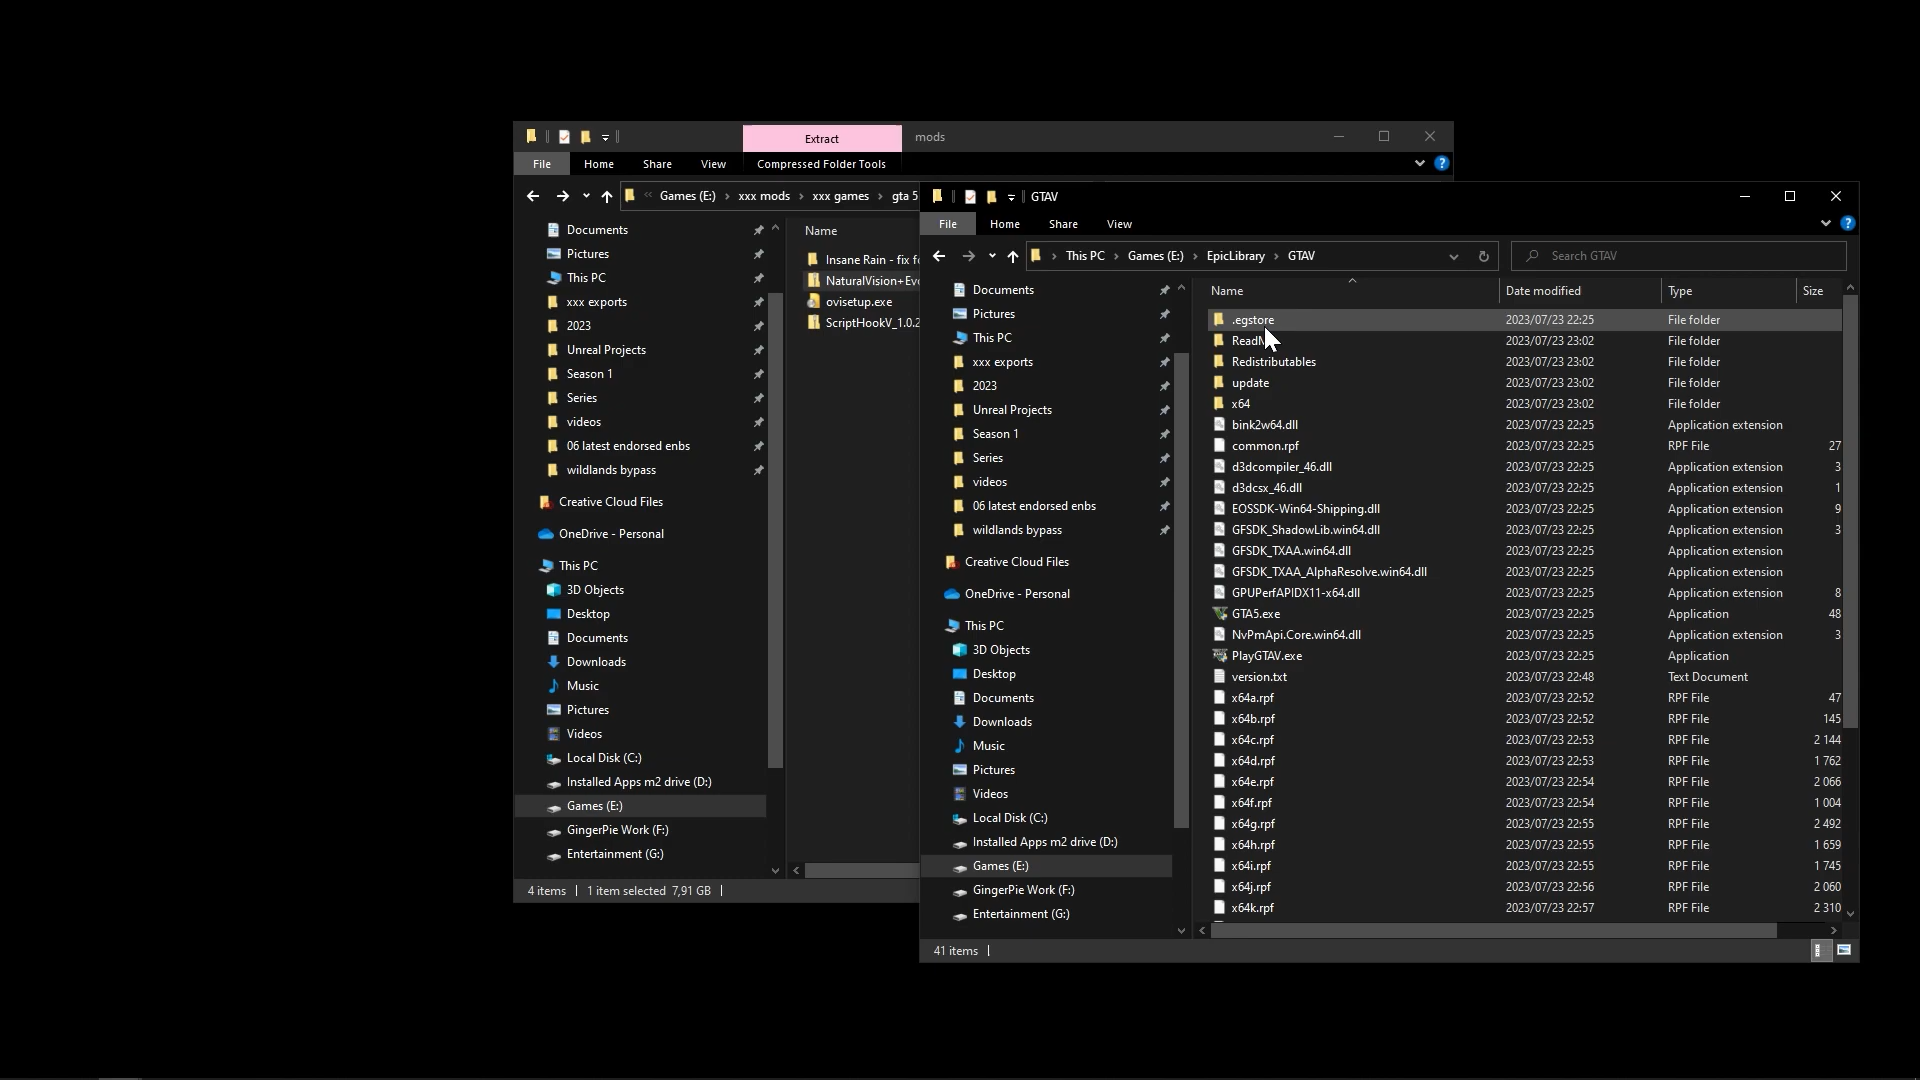 Extract
mods
File
Home
Share
View
Compressed Folder Tools
« Games (E:) › xxx mods › xxx games › gta 5
Documents
Pictures
This PC
xxx exports
2023
Unreal Projects
Season 1
Series
videos
06 latest endorsed enbs
wildlands bypass
Creative Cloud Files
OneDrive - Personal
This PC
3D Objects
Desktop
Documents
Downloads
Music
Pictures
Videos
Local Disk (C:)
Installed Apps m2 drive (D:)
Games (E:)
GingerPie Work (F:)
Entertainment (G:)
Name
Insane Rain - fix
NaturalVision+Ev
ovisetup.exe
ScriptHookV_1.0.2
4 items
1 item selected 7,91 GB
GTAV
File
Home
Share
View
This PC › Games (E:) › EpicLibrary › GTAV
Search GTAV
Documents
Pictures
This PC
xxx exports
2023
Unreal Projects
Season 1
Series
videos
06 latest endorsed enbs
wildlands bypass
Creative Cloud Files
OneDrive - Personal
This PC
3D Objects
Desktop
Documents
Downloads
Music
Pictures
Videos
Local Disk (C:)
Installed Apps m2 drive (D:)
Games (E:)
GingerPie Work (F:)
Entertainment (G:)
Name Date modified Type Size
.egstore 2023/07/23 22:25 File folder
Read 2023/07/23 23:02 File folder
Redistributables 2023/07/23 23:02 File folder
update 2023/07/23 23:02 File folder
x64 2023/07/23 23:02 File folder
bink2w64.dll 2023/07/23 22:25 Application extension
common.rpf 2023/07/23 22:25 RPF File 27
d3dcompiler_46.dll 2023/07/23 22:25 Application extension 3
d3dcsx_46.dll 2023/07/23 22:25 Application extension 1
EOSSDK-Win64-Shipping.dll 2023/07/23 22:25 Application extension 9
GFSDK_ShadowLib.win64.dll 2023/07/23 22:25 Application extension 3
GFSDK_TXAA.win64.dll 2023/07/23 22:25 Application extension
GFSDK_TXAA_AlphaResolve.win64.dll 2023/07/23 22:25 Application extension
GPUPerfAPIDX11-x64.dll 2023/07/23 22:25 Application extension 8
GTA5.exe 2023/07/23 22:25 Application 48
NvPmApi.Core.win64.dll 2023/07/23 22:25 Application extension 3
PlayGTAV.exe 2023/07/23 22:25 Application
version.txt 2023/07/23 22:48 Text Document
x64a.rpf 2023/07/23 22:52 RPF File 47
x64b.rpf 2023/07/23 22:52 RPF File 145
x64c.rpf 2023/07/23 22:53 RPF File 2 144
x64d.rpf 2023/07/23 22:53 RPF File 1 762
x64e.rpf 2023/07/23 22:54 RPF File 2 066
x64f.rpf 2023/07/23 22:54 RPF File 1 004
x64g.rpf 2023/07/23 22:55 RPF File 2 492
x64h.rpf 2023/07/23 22:55 RPF File 1 659
x64i.rpf 2023/07/23 22:55 RPF File 1 745
x64j.rpf 2023/07/23 22:56 RPF File 2 060
x64k.rpf 2023/07/23 22:57 RPF File 2 310
41 items